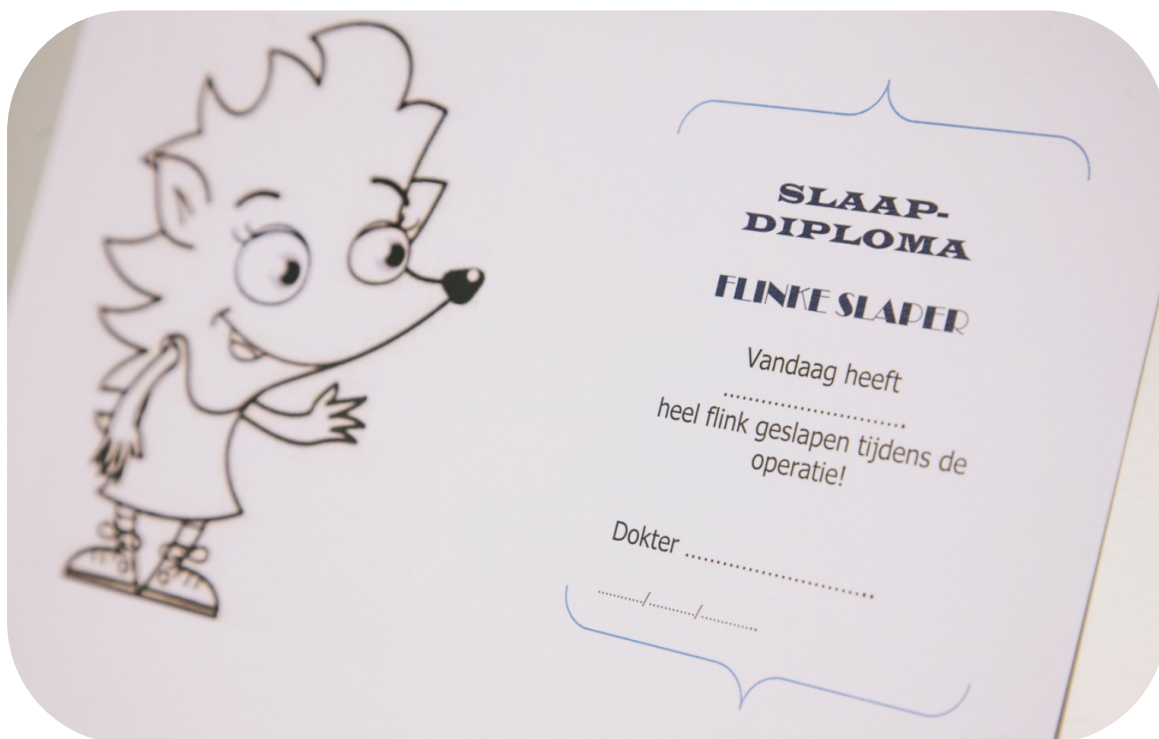 SLAAP-
DIPLOMA
FLINKE SLAPER
Vandaag heeft
..............................
heel flink geslapen tijdens de
operatie!
Dokter ..............................
............/............./...............